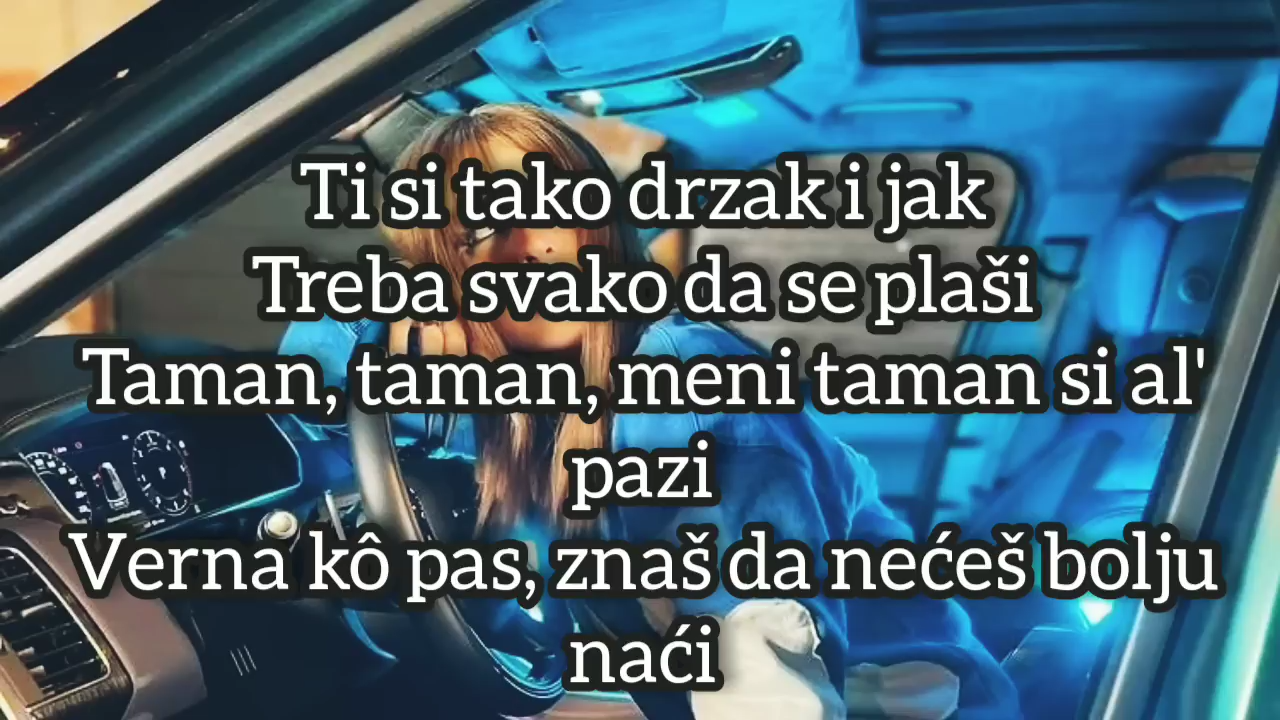 Ti si tako drzak i jak
Treba svako da se plaši
Taman, taman, meni taman si al'
pazi
Verna kô pas, znaš da nećeš bolju
naći